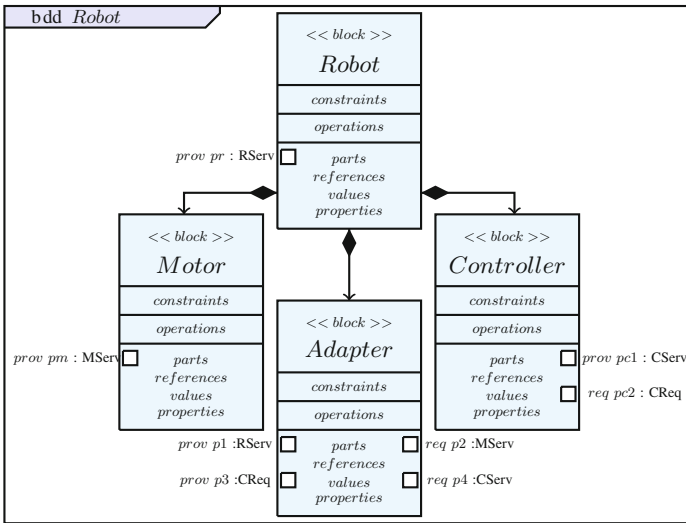 bdd Robot
<< block >>
Robot
constraints
operations
prov pr : RServ
parts
references
values
properties
<< block >>
Motor
constraints
operations
prov pm : MServ
parts
references
values
properties
<< block >>
Adapter
constraints
operations
prov p1 :RServ
parts
req p2 :MServ
references
prov p3 :CReq
values
req p4 :CServ
properties
<< block >>
Controller
constraints
operations
parts
prov pc1 : CServ
references
values
req pc2 : CReq
properties